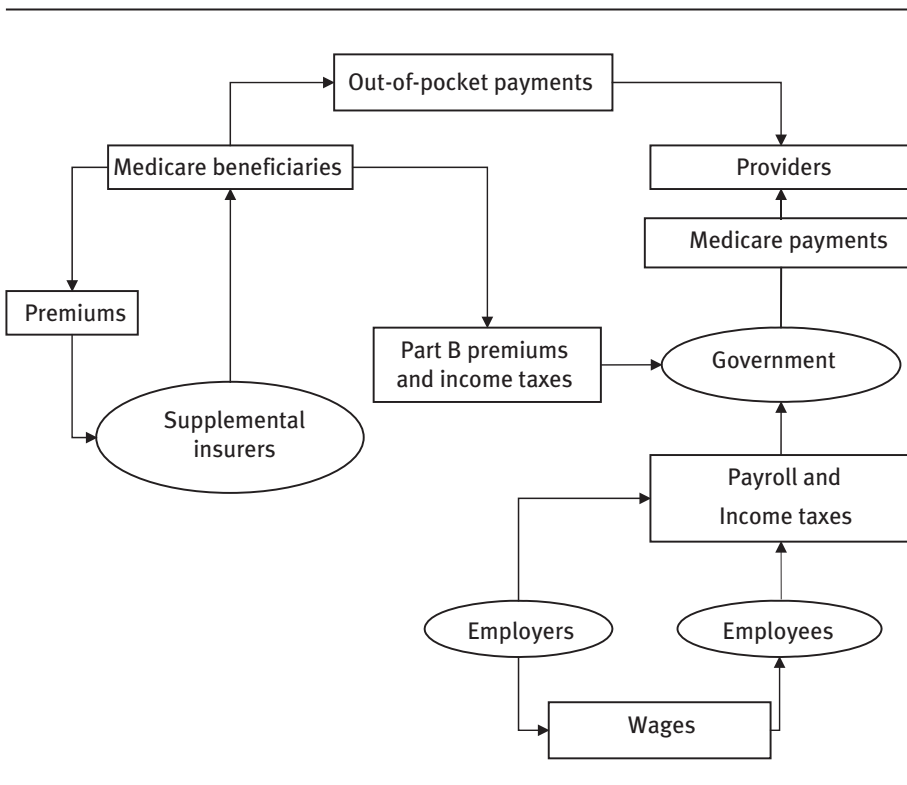 Out-of-pocket payments
Medicare beneficiaries
Providers
Medicare payments
Premiums
Part B premiums
and income taxes
Government
Supplemental
insurers
Payroll and
Income taxes
Employers
Employees
Wages